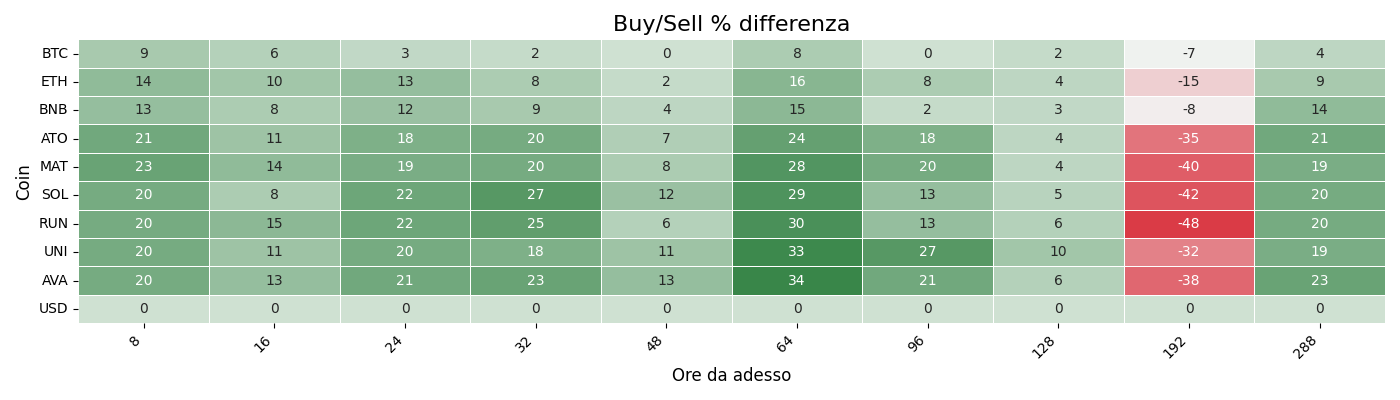 Buy/Sell % differenza
Coin
BTC 9 6 3 2 0 8 0 2 -7 4
ETH 14 10 13 8 2 16 8 4 -15 9
BNB 13 8 12 9 4 15 2 3 -8 14
ATO 21 11 18 20 7 24 18 4 -35 21
MAT 23 14 19 20 8 28 20 4 -40 19
SOL 20 8 22 27 12 29 13 5 -42 20
RUN 20 15 22 25 6 30 13 6 -48 20
UNI 20 11 20 18 11 33 27 10 -32 19
AVA 20 13 21 23 13 34 21 6 -38 23
USD 0 0 0 0 0 0 0 0 0 0
8 16 24 32 48 64 96 128 192 288
Ore da adesso